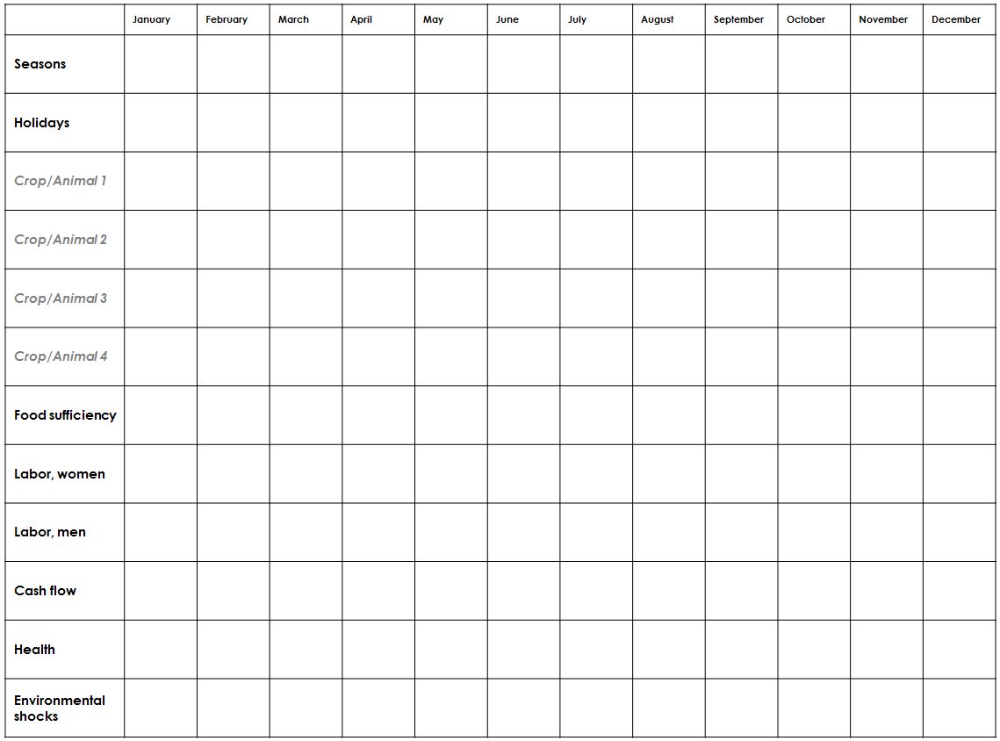 January February March April May June July August September October November December
Seasons
Holidays
Crop/Animal 1
Crop/Animal 2
Crop/Animal 3
Crop/Animal 4
Food sufficiency
Labor, women
Labor, men
Cash flow
Health
Environmental
shocks